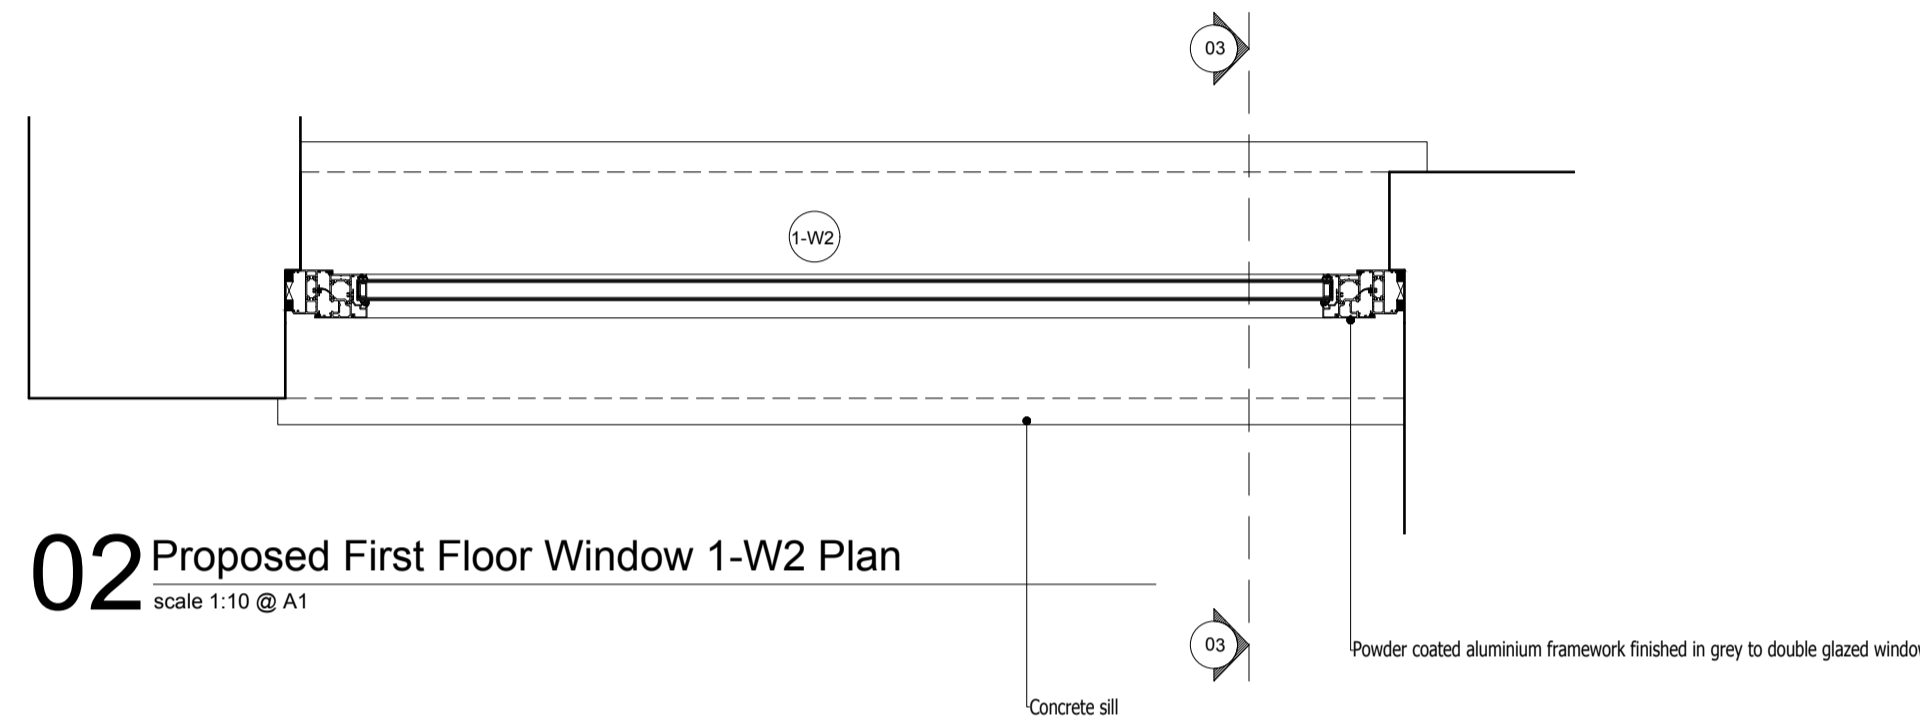 03
1-W2
02 Proposed First Floor Window 1-W2 Plan
scale 1:10 @ A1
03
Powder coated aluminium framework finished in grey to double glazed
Concrete sill